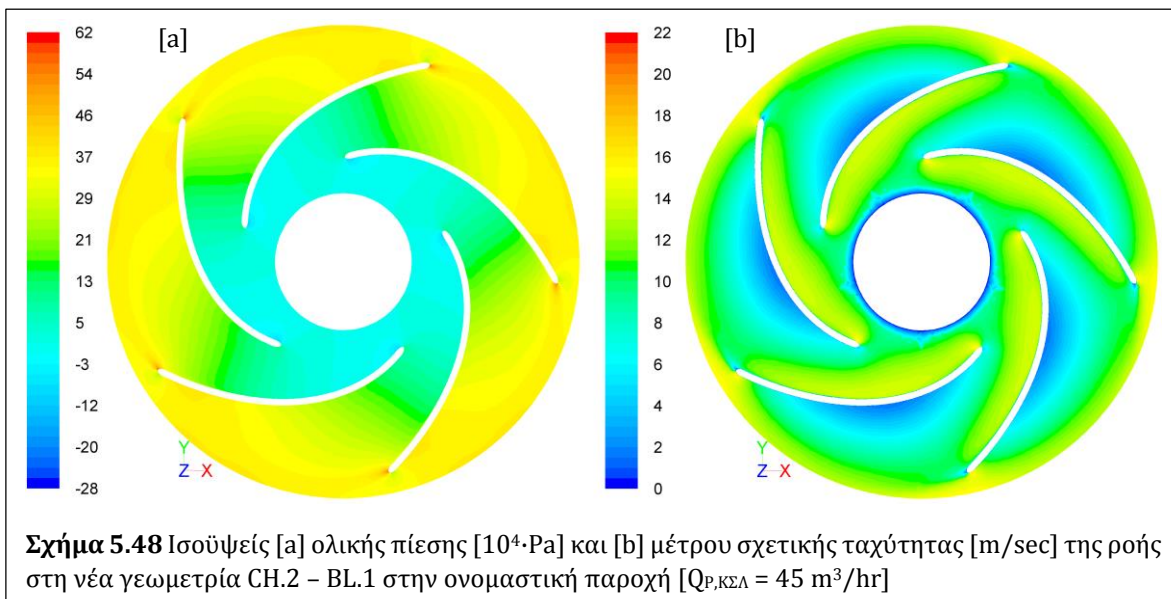 [a]
62
54
46
37
29
21
13
5
-3
-12
-20
-28
Y
Z
X
[b]
22
20
18
16
14
12
10
8
6
4
2
0
Y
Z
X
Σχήμα 5.48 Ισοϋψείς [a] ολικής πίεσης [10⁴·Pa] και [b] μέτρου σχετικής ταχύτητας [m/sec] της ροής
στη νέα γεωμετρία CH.2 – BL.1 στην ονομαστική παροχή [Q_P,ΚΣΛ = 45 m³/hr]